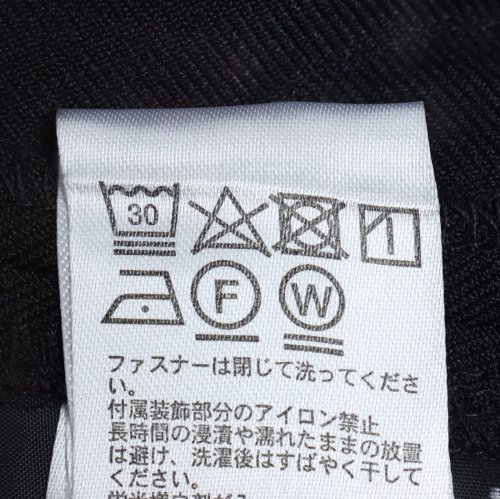 30
F W
ファスナーは閉じて洗ってくださ
い。
付属装飾部分のアイロン禁止
長時間の浸漬や濡れたままの放置
は避け、洗濯後はすばやく干して
ください。